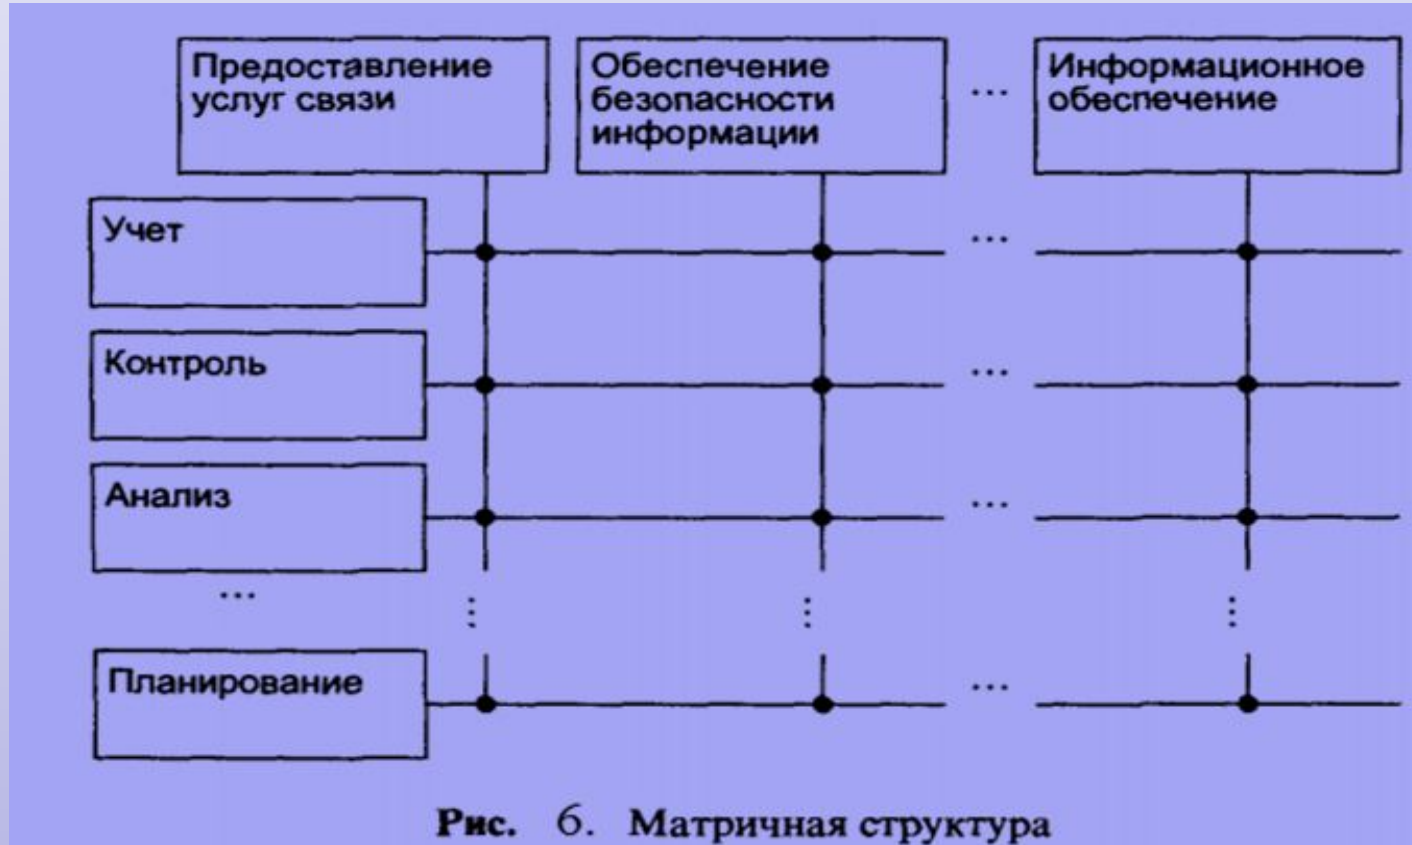 Предоставление
услуг связи
Обеспечение
безопасности
информации
...
Информационное
обеспечение
Учет
...
Контроль
...
Анализ
...
...
Планирование
...
Рис. 6. Матричная структура